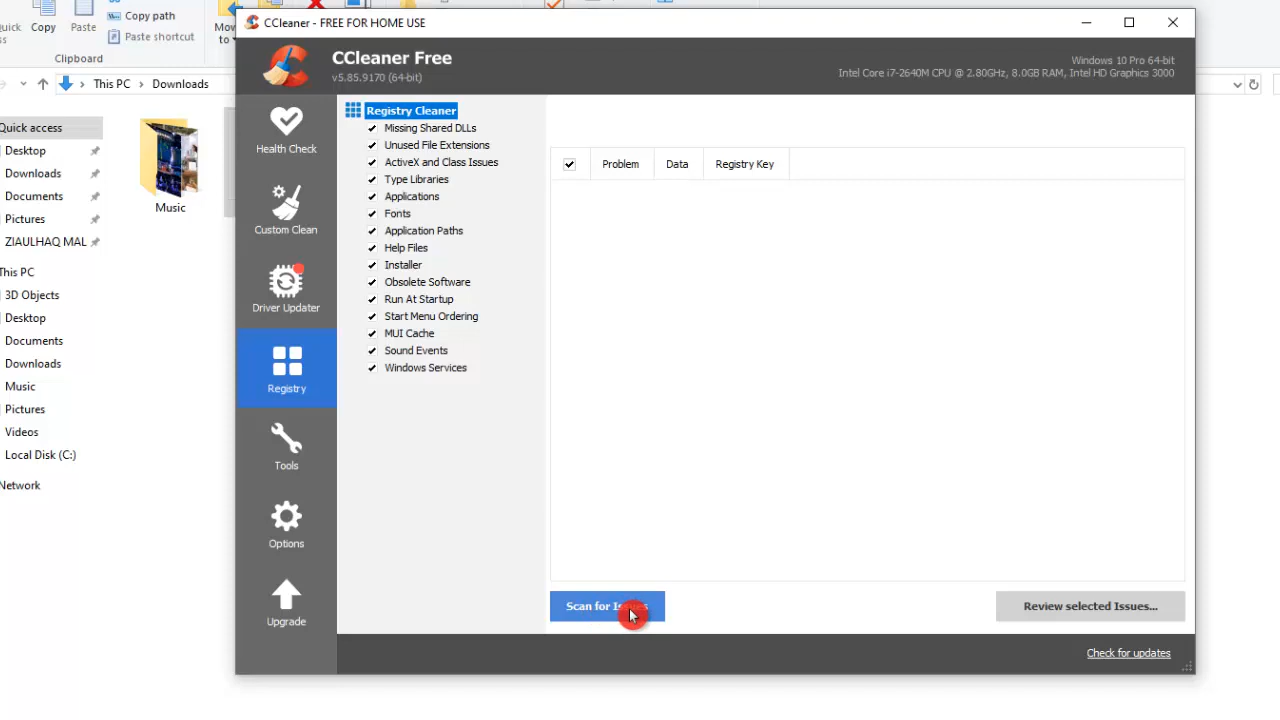 Copy path
Quick
Copy
Paste
Paste shortcut
Move
to
Clipboard
This PC
Downloads
Quick access
Desktop
Downloads
Documents
Pictures
ZIAULHAQ MAL
This PC
3D Objects
Desktop
Documents
Downloads
Music
Pictures
Videos
Local Disk (C:)
Network
Music
CCleaner - FREE FOR HOME USE
CCleaner Free
v5.85.9170 (64-bit)
Windows 10 Pro 64-bit
Intel Core i7-2640M CPU @ 2.80GHz, 8.0GB RAM, Intel HD Graphics 3000
Health Check
Custom Clean
Driver Updater
Registry
Tools
Options
Upgrade
Registry Cleaner
Missing Shared DLLs
Unused File Extensions
ActiveX and Class Issues
Type Libraries
Applications
Fonts
Application Paths
Help Files
Installer
Obsolete Software
Run At Startup
Start Menu Ordering
MUI Cache
Sound Events
Windows Services
Problem Data Registry Key
Scan for Issues
Review selected Issues...
Check for updates